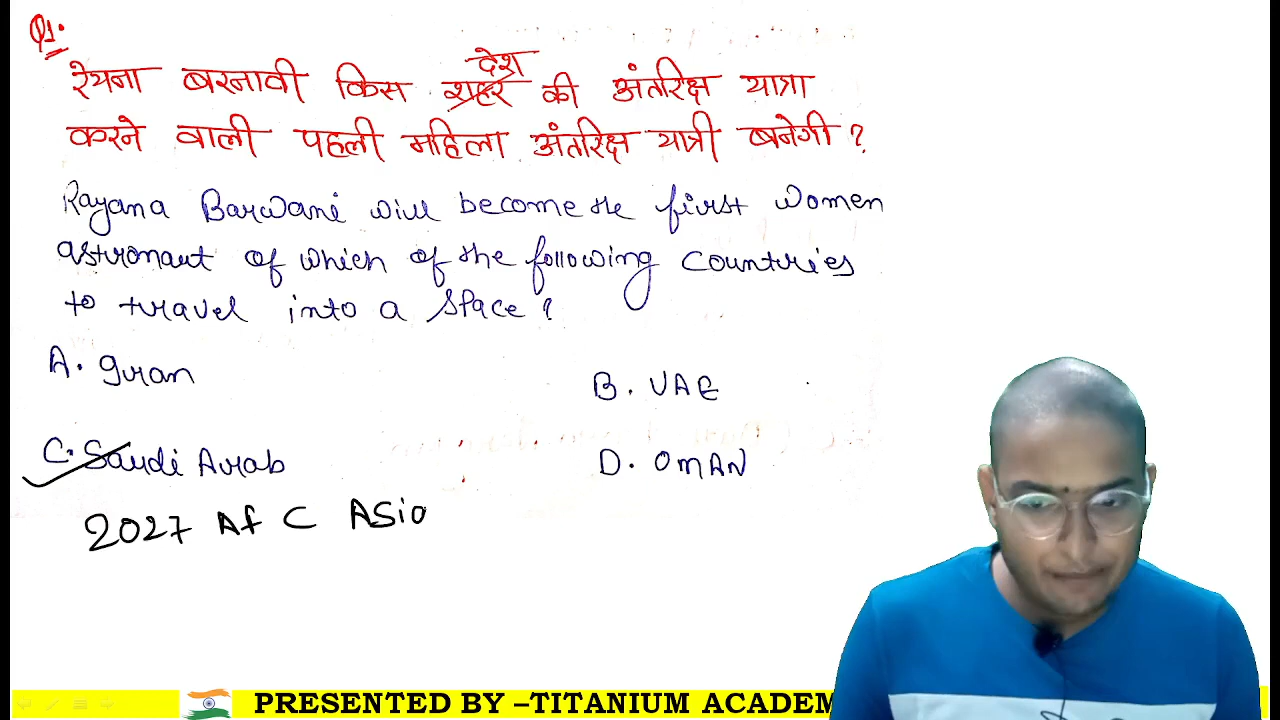 Q1.
रेयना बरनावी किस शहर देश की अंतरिक्ष यात्रा
करने वाली पहली महिला अंतरिक्ष यात्री बनेगी ?
Rayana Barwani will become the first women
astronaut of which of the following countries
to travel into a space ?
A. Iran
B. UAE
C. Saudi Arab
D. OMAN
2027 AfC ASia
PRESENTED BY –TITANIUM ACADEM